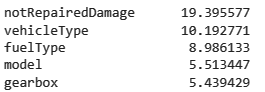 notRepairedDamage 19.395577
vehicleType 10.192771
fuelType 8.986133
model 5.513447
gearbox 5.439429